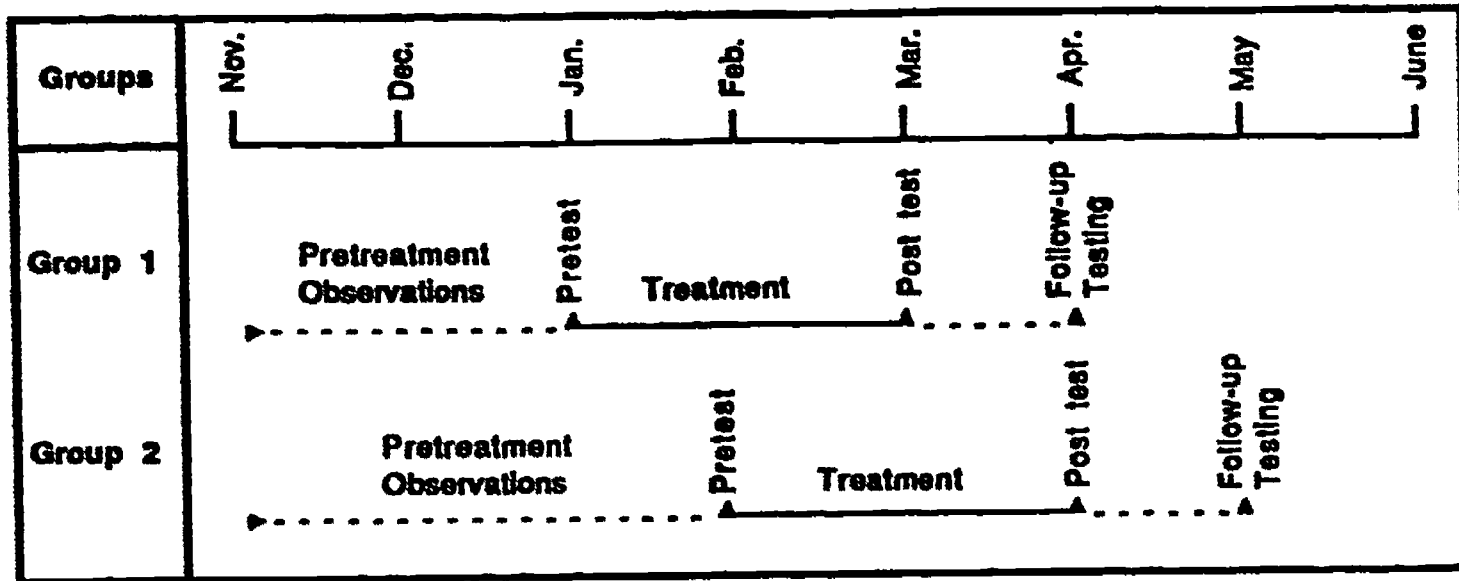 Groups
Nov.
Dec.
Jan.
Feb.
Mar.
Apr.
May
June
Group 1
Pretreatment
Observations
Pretest
Treatment
Post test
Follow-up
Testing
Group 2
Pretreatment
Observations
Pretest
Treatment
Post test
Follow-up
Testing